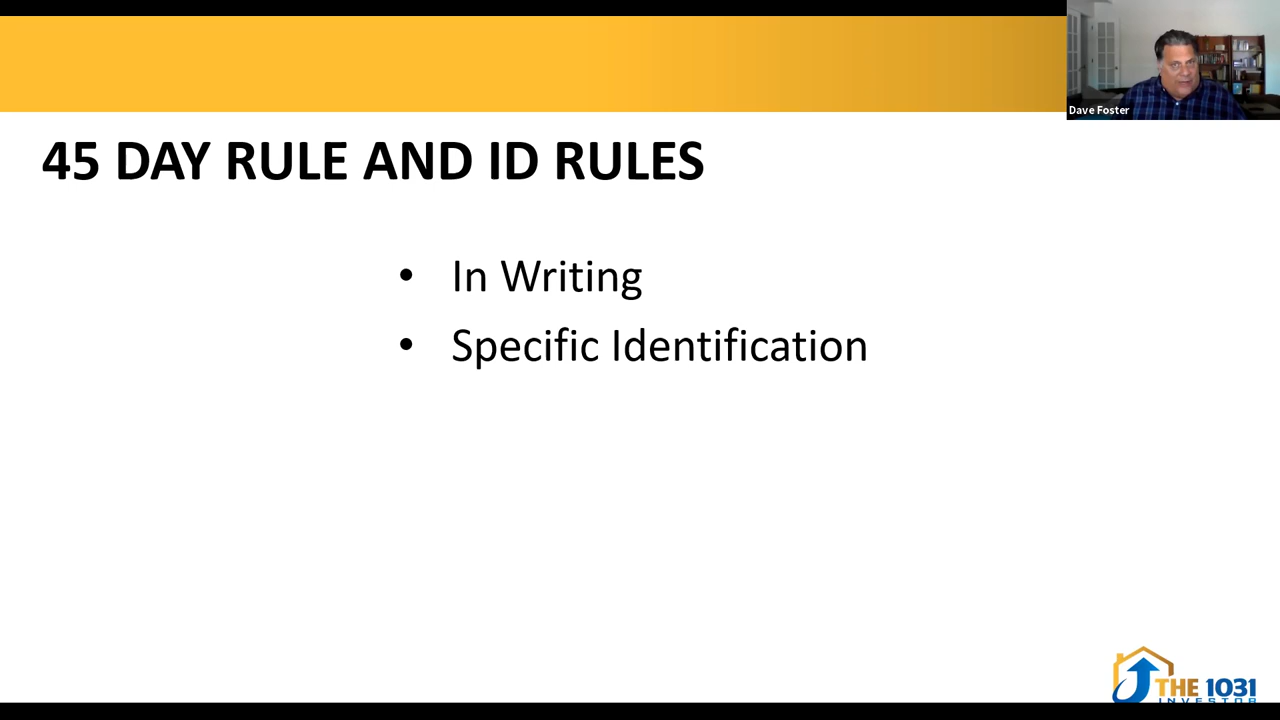 Dave Foster
45 DAY RULE AND ID RULES
• In Writing
• Specific Identification
THE 1031
INVESTOR